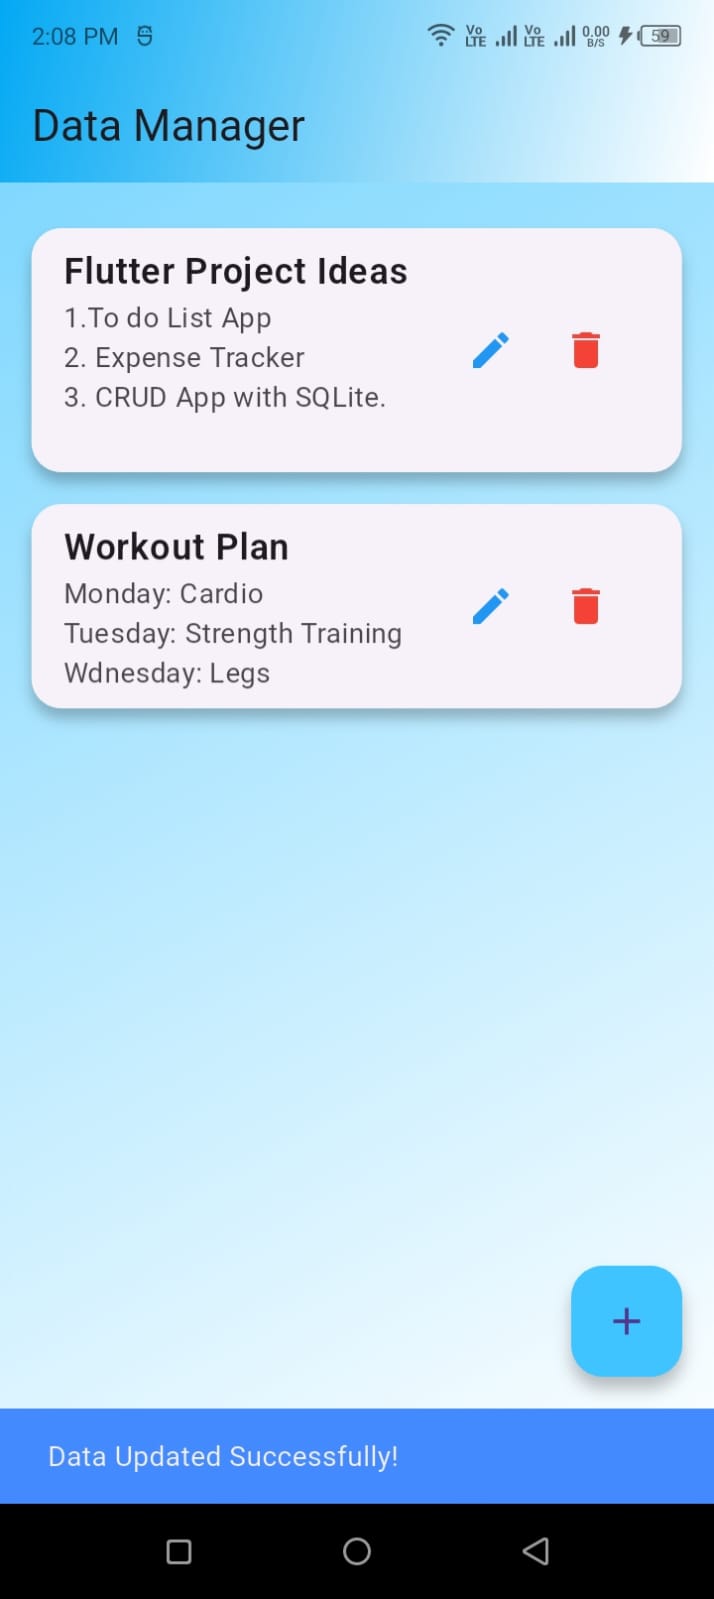 2:08 PM
Vo LTE Vo LTE 0.00 B/S 59
Data Manager
Flutter Project Ideas
1.To do List App
2. Expense Tracker
3. CRUD App with SQLite.
Workout Plan
Monday: Cardio
Tuesday: Strength Training
Wdnesday: Legs
Data Updated Successfully!